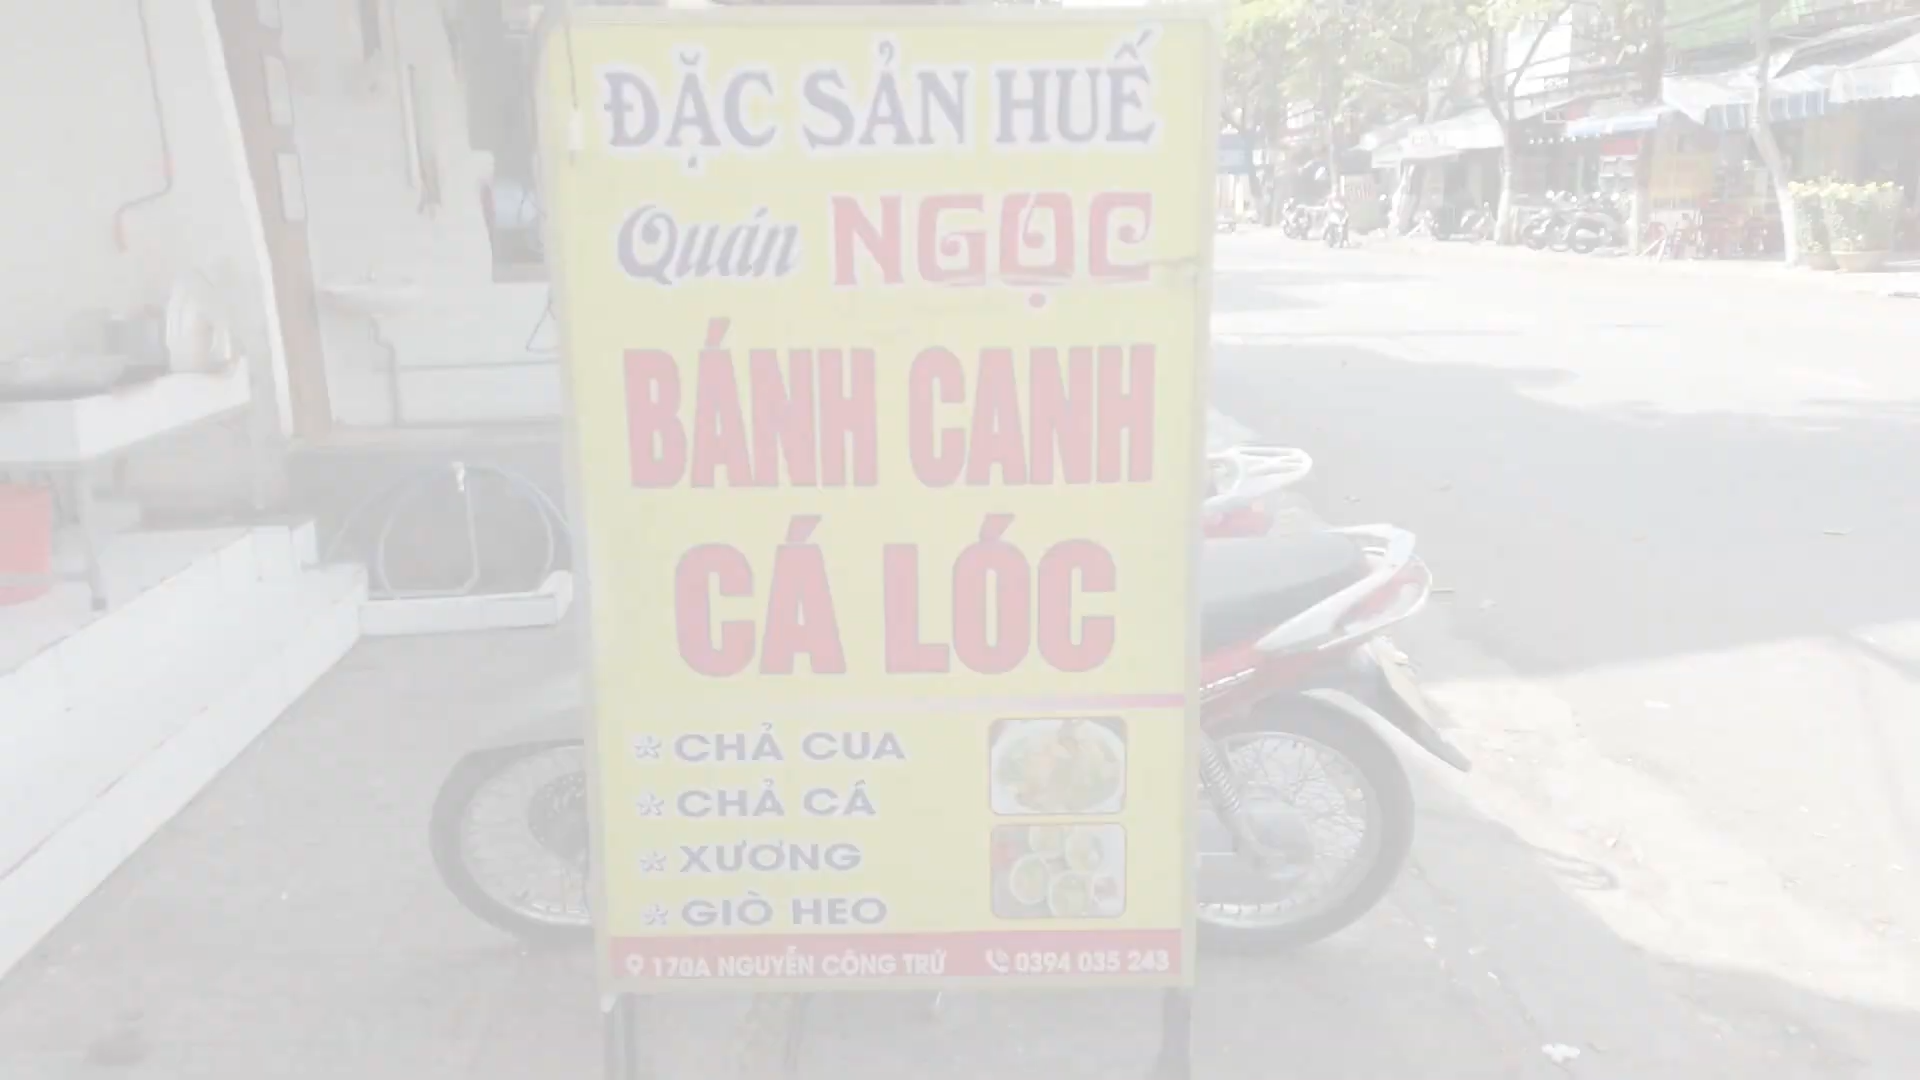 ĐẶC SẢN HUẾ
Quán NGỌC
BÁNH CANH
CÁ LÓC
CHẢ CUA
CHẢ CÁ
XƯƠNG
GIÒ HEO
170A NGUYỄN CÔNG TRỨ 0394 035 243